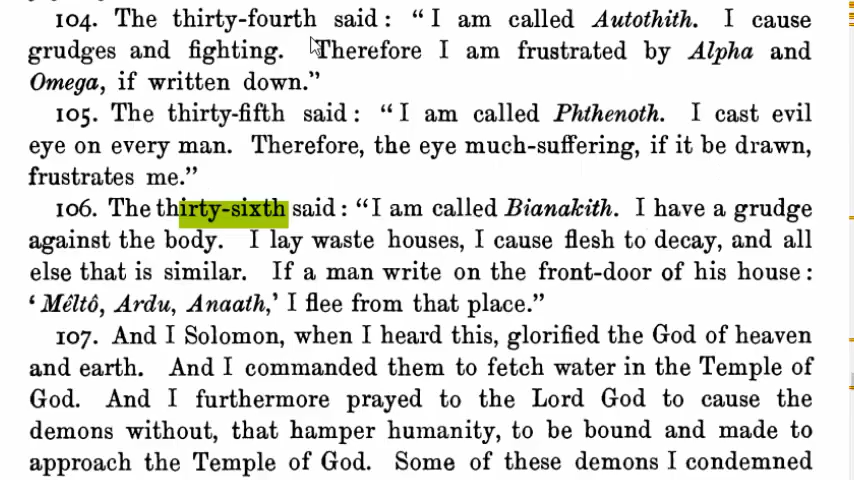 104. The thirty-fourth said: “I am called Autothith. I cause
grudges and fighting. Therefore I am frustrated by Alpha and
Omega, if written down.”
105. The thirty-fifth said: “I am called Phthenoth. I cast evil
eye on every man. Therefore, the eye much-suffering, if it be drawn,
frustrates me.”
106. The thirty-sixth said: “I am called Bianakith. I have a grudge
against the body. I lay waste houses, I cause flesh to decay, and all
else that is similar. If a man write on the front-door of his house:
‘Mêltô, Ardu, Anaath,’ I flee from that place.”
107. And I Solomon, when I heard this, glorified the God of heaven
and earth. And I commanded them to fetch water in the Temple of
God. And I furthermore prayed to the Lord God to cause the
demons without, that hamper humanity, to be bound and made to
approach the Temple of God. Some of these demons I condemned